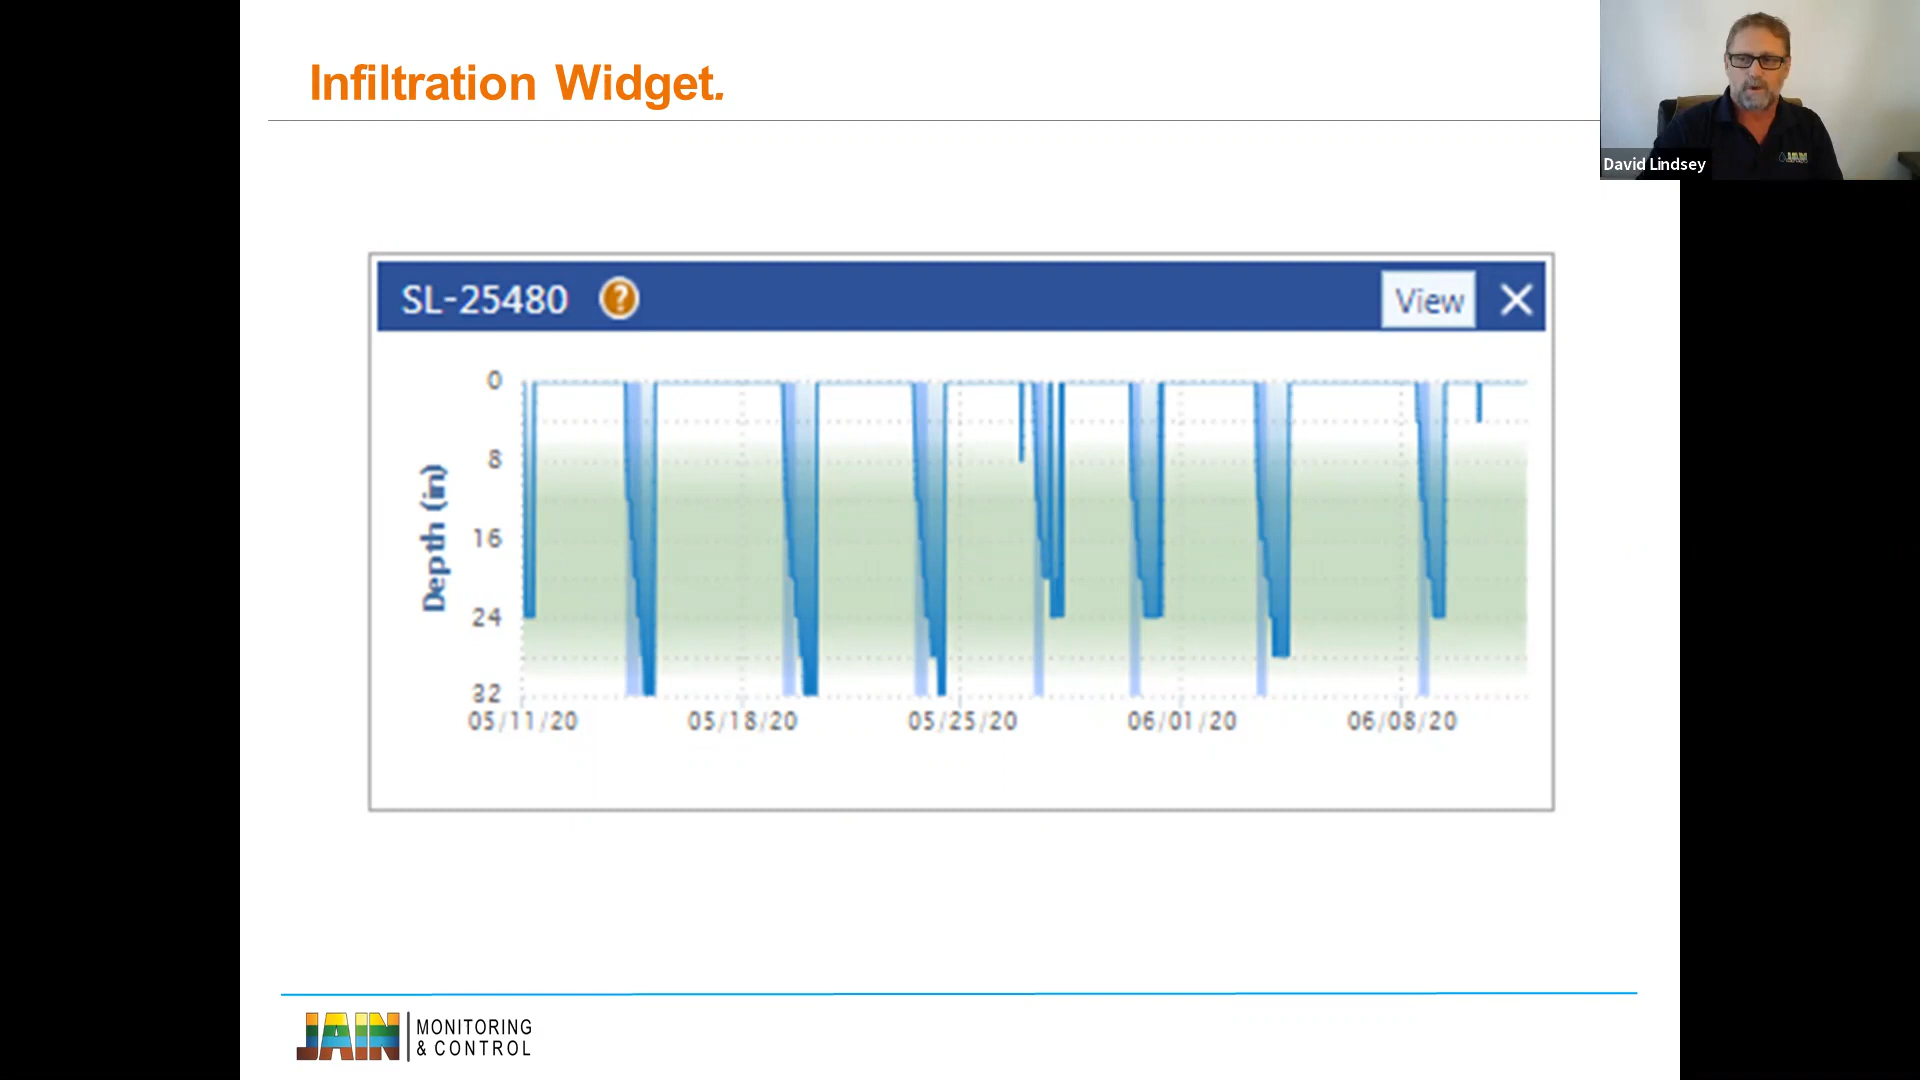 Infiltration Widget.
David Lindsey
SL-25480
?
View
0
8
16
24
32
Depth (in)
05/11/20
05/18/20
05/25/20
06/01/20
06/08/20
JAIN
MONITORING
& CONTROL